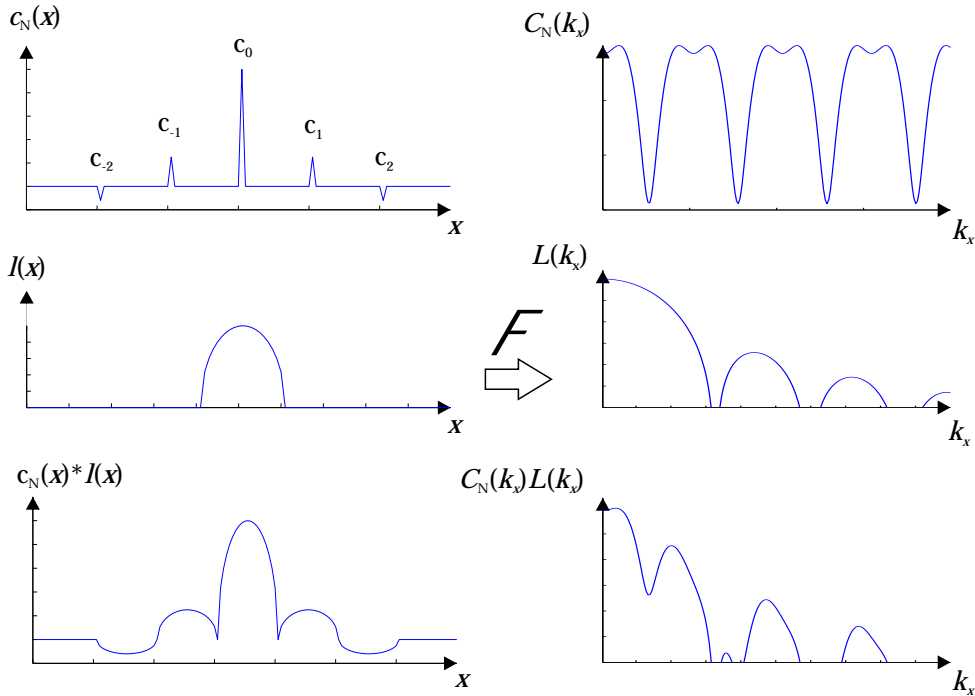 c_N(x)
c_0
c_-1
c_1
c_-2
c_2
x
C_N(k_x)
k_x
l(x)
x
F
L(k_x)
k_x
c_N(x)*l(x)
x
C_N(k_x)L(k_x)
k_x